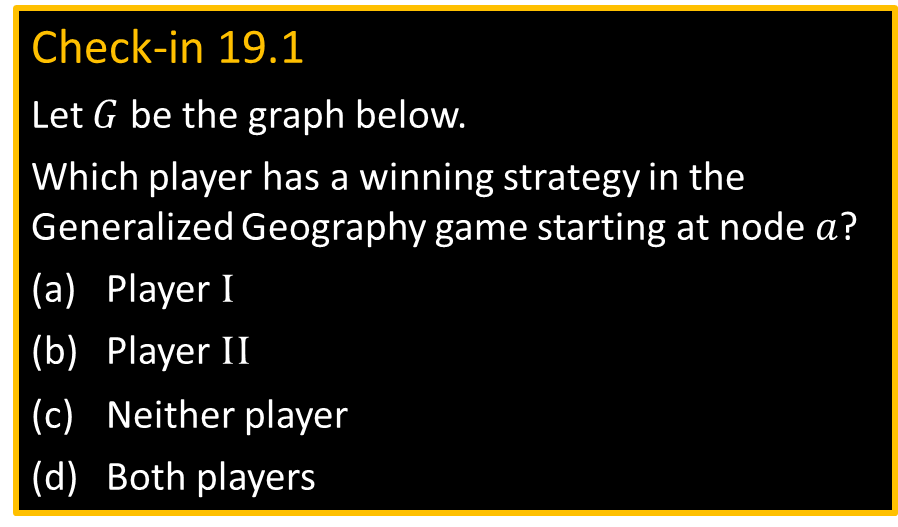 Check-in 19.1
Let G be the graph below.
Which player has a winning strategy in the
Generalized Geography game starting at node a?
(a) Player I
(b) Player II
(c) Neither player
(d) Both players